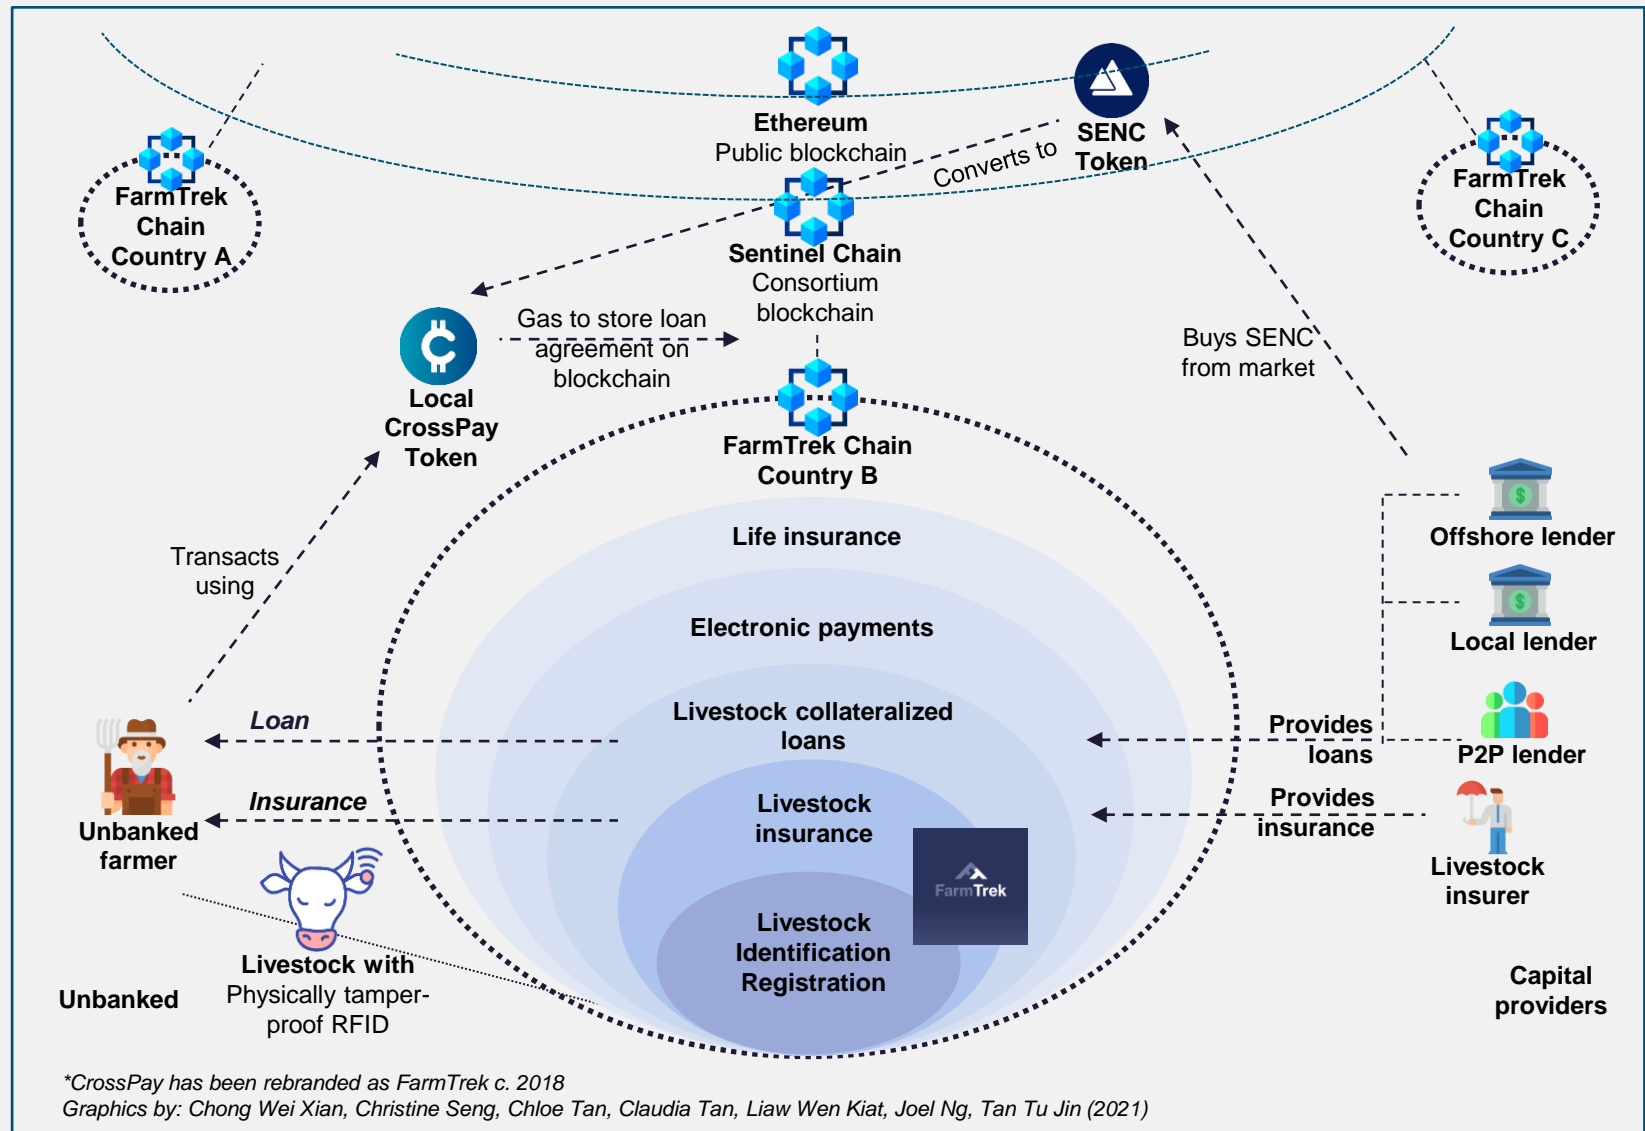 Ethereum
Public blockchain
SENC
Token
Converts to
FarmTrek
Chain
Country A
FarmTrek
Chain
Country C
Sentinel Chain
Consortium
blockchain
Gas to store loan
agreement on
blockchain
Local
CrossPay
Token
Buys SENC
from market
FarmTrek Chain
Country B
Offshore lender
Life insurance
Transacts
using
Electronic payments
Local lender
Loan
Livestock collateralized
loans
Provides
loans
P2P lender
Insurance
Livestock
insurance
Provides
insurance
Unbanked
farmer
Livestock
insurer
FarmTrek
Livestock
Identification
Registration
Livestock with
Physically tamper-
proof RFID
Unbanked
Capital
providers
*CrossPay has been rebranded as FarmTrek c. 2018
Graphics by: Chong Wei Xian, Christine Seng, Chloe Tan, Claudia Tan, Liaw Wen Kiat, Joel Ng, Tan Tu Jin (2021)